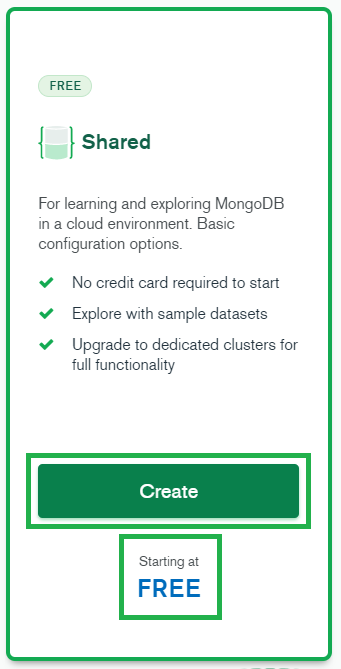 FREE
Shared
For learning and exploring MongoDB
in a cloud environment. Basic
configuration options.
No credit card required to start
Explore with sample datasets
Upgrade to dedicated clusters for
full functionality
Create
Starting at
FREE